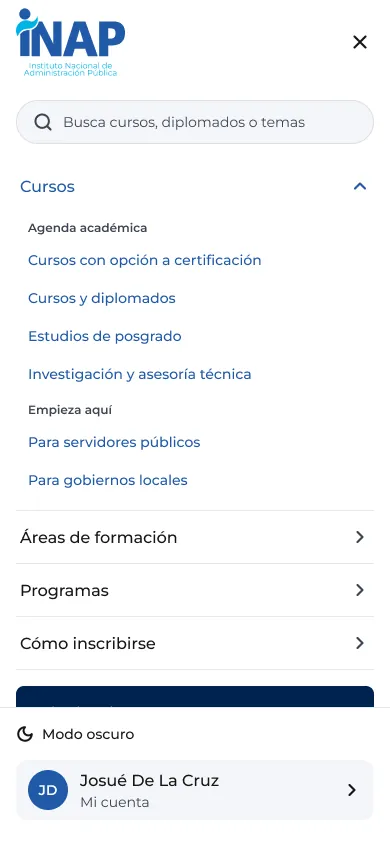 iNAP
Instituto Nacional de
Administración Pública
Busca cursos, diplomados o temas
Cursos
Agenda académica
Cursos con opción a certificación
Cursos y diplomados
Estudios de posgrado
Investigación y asesoría técnica
Empieza aquí
Para servidores públicos
Para gobiernos locales
Áreas de formación
Programas
Cómo inscribirse
Modo oscuro
JD
Josué De La Cruz
Mi cuenta